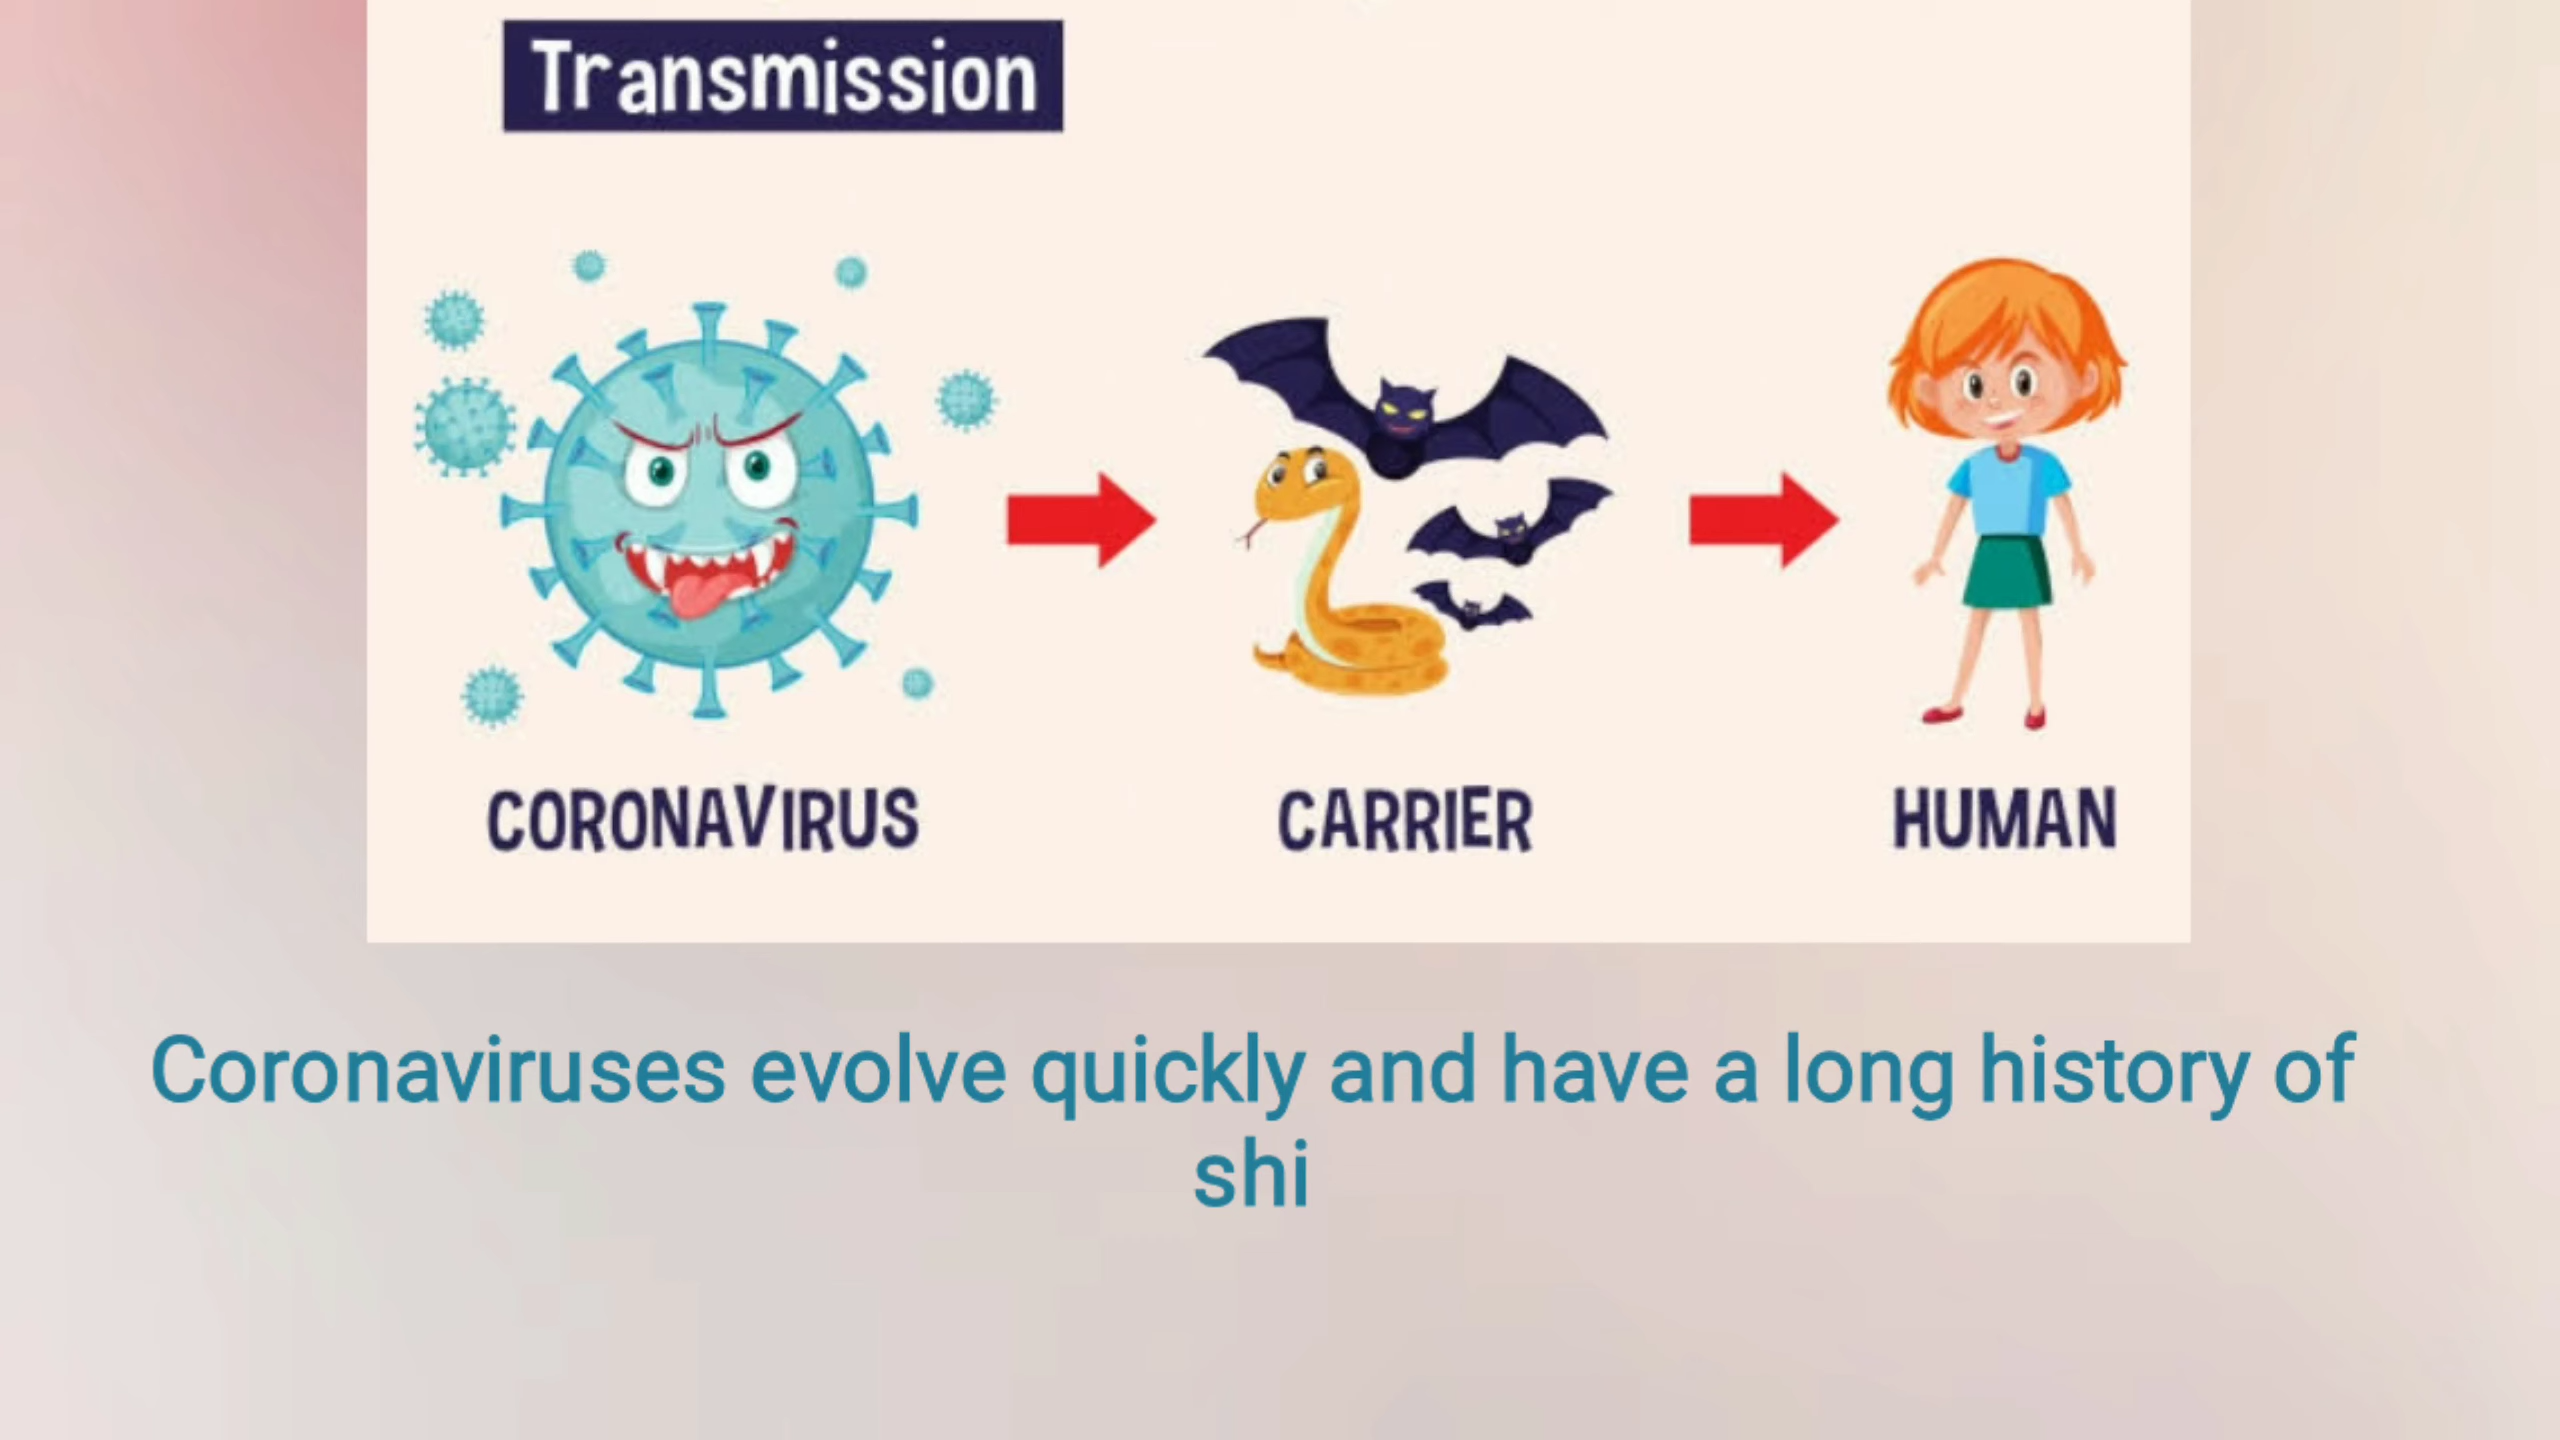 Transmission
CORONAVIRUS
CARRIER
HUMAN
Coronaviruses evolve quickly and have a long history of
shi